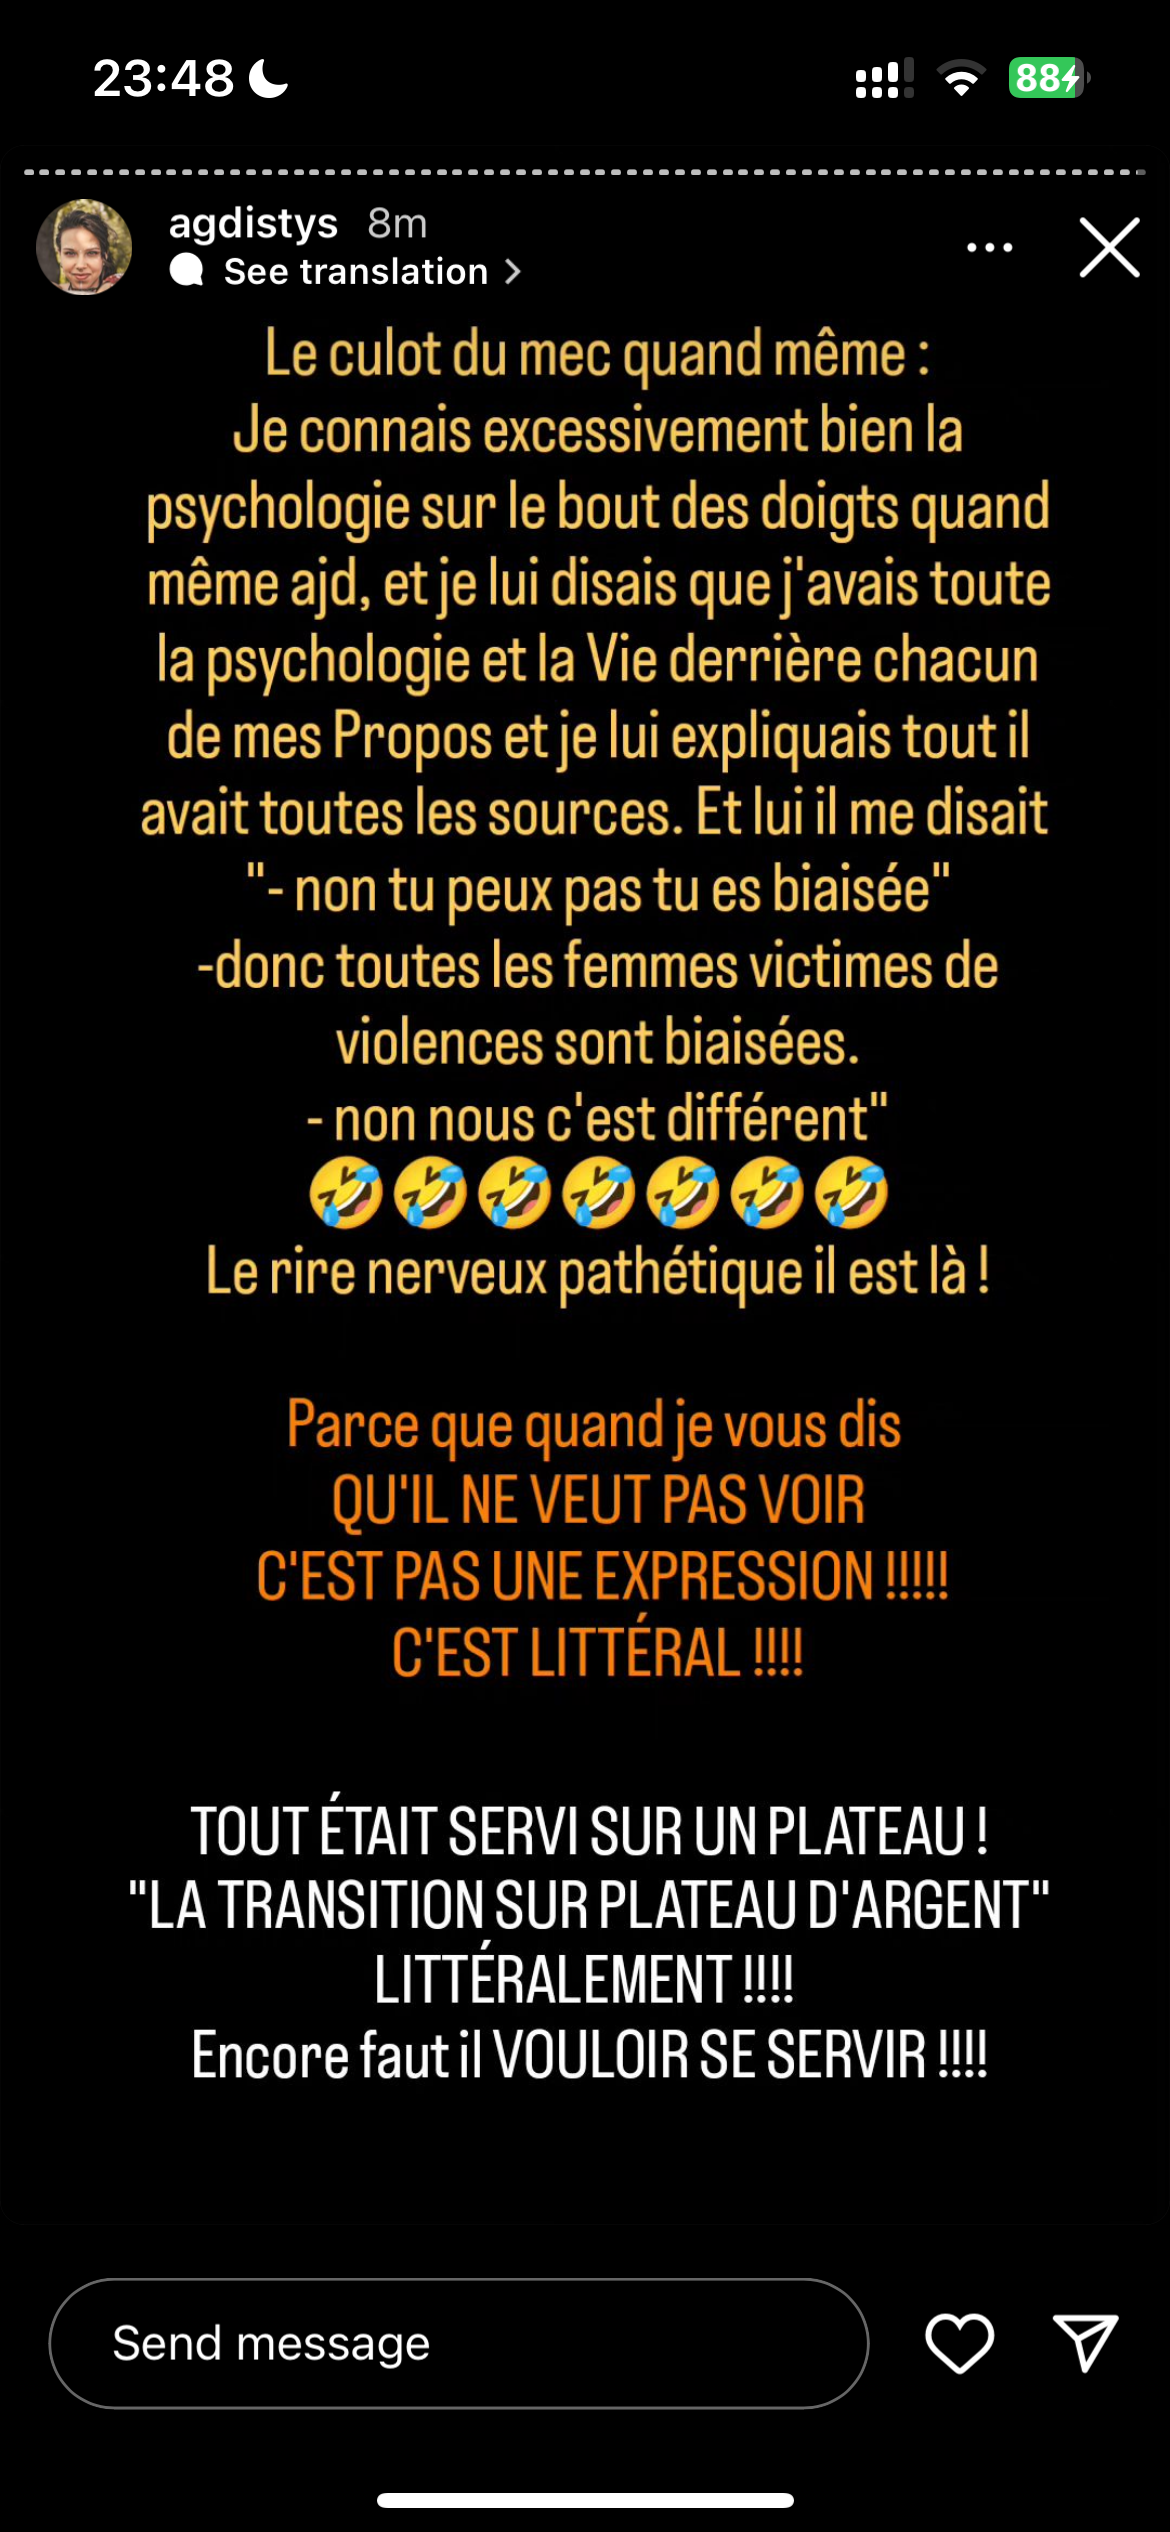 23:48
88
agdistys 8m
See translation
Le culot du mec quand même :
Je connais excessivement bien la
psychologie sur le bout des doigts quand
même ajd, et je lui disais que j'avais toute
la psychologie et la Vie derrière chacun
de mes Propos et je lui expliquais tout il
avait toutes les sources. Et lui il me disait
"- non tu peux pas tu es biaisée"
-donc toutes les femmes victimes de
violences sont biaisées.
- non nous c'est différent"
🤣🤣🤣🤣🤣🤣🤣
Le rire nerveux pathétique il est là !
Parce que quand je vous dis
QU'IL NE VEUT PAS VOIR
C'EST PAS UNE EXPRESSION !!!!!
C'EST LITTÉRAL !!!!
TOUT ÉTAIT SERVI SUR UN PLATEAU !
"LA TRANSITION SUR PLATEAU D'ARGENT"
LITTÉRALEMENT !!!!
Encore faut il VOULOIR SE SERVIR !!!!
Send message